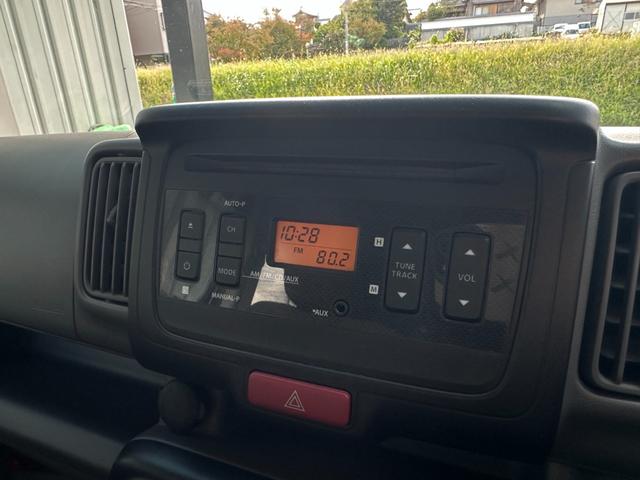 AUTO-P
CH
MODE
MANUAL-P
10:28
FM
80.2
AM/FM/CD/AUX
H
M
TUNE
TRACK
VOL
•AUX